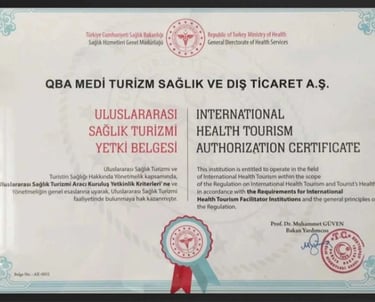 Türkiye Cumhuriyeti Sağlık Bakanlığı
Sağlık Hizmetleri Genel Müdürlüğü
Republic of Turkey Ministry of Health
General Directorate of Health Services
QBA MEDİ TURİZM SAĞLIK VE DIŞ TİCARET A.Ş.
ULUSLARARASI
SAĞLIK TURİZMİ
YETKİ BELGESİ
INTERNATIONAL
HEALTH TOURISM
AUTHORIZATION CERTIFICATE
Uluslararası Sağlık Turizmi ve
Turistin Sağlığı Hakkında Yönetmelik kapsamında,
Uluslararası Sağlık Turizmi Aracı Kuruluş Yetkinlik Kriterleri' ne ve
Yönetmeliğin genel esaslarına uyarak, Uluslararası Sağlık Turizmi
faaliyetinde bulunmaya hak kazanmıştır.
This institution is entitled to operate in the field
of International Health Tourism within the scope
of the Regulation on International Health Tourism and Tourist's Health
in accordance with the Requirements for International
Health Tourism Facilitator Institutions and the general principles of
the Regulation.
Prof. Dr. Muhammet GÜVEN
Bakan Yardımcısı
Belge No :